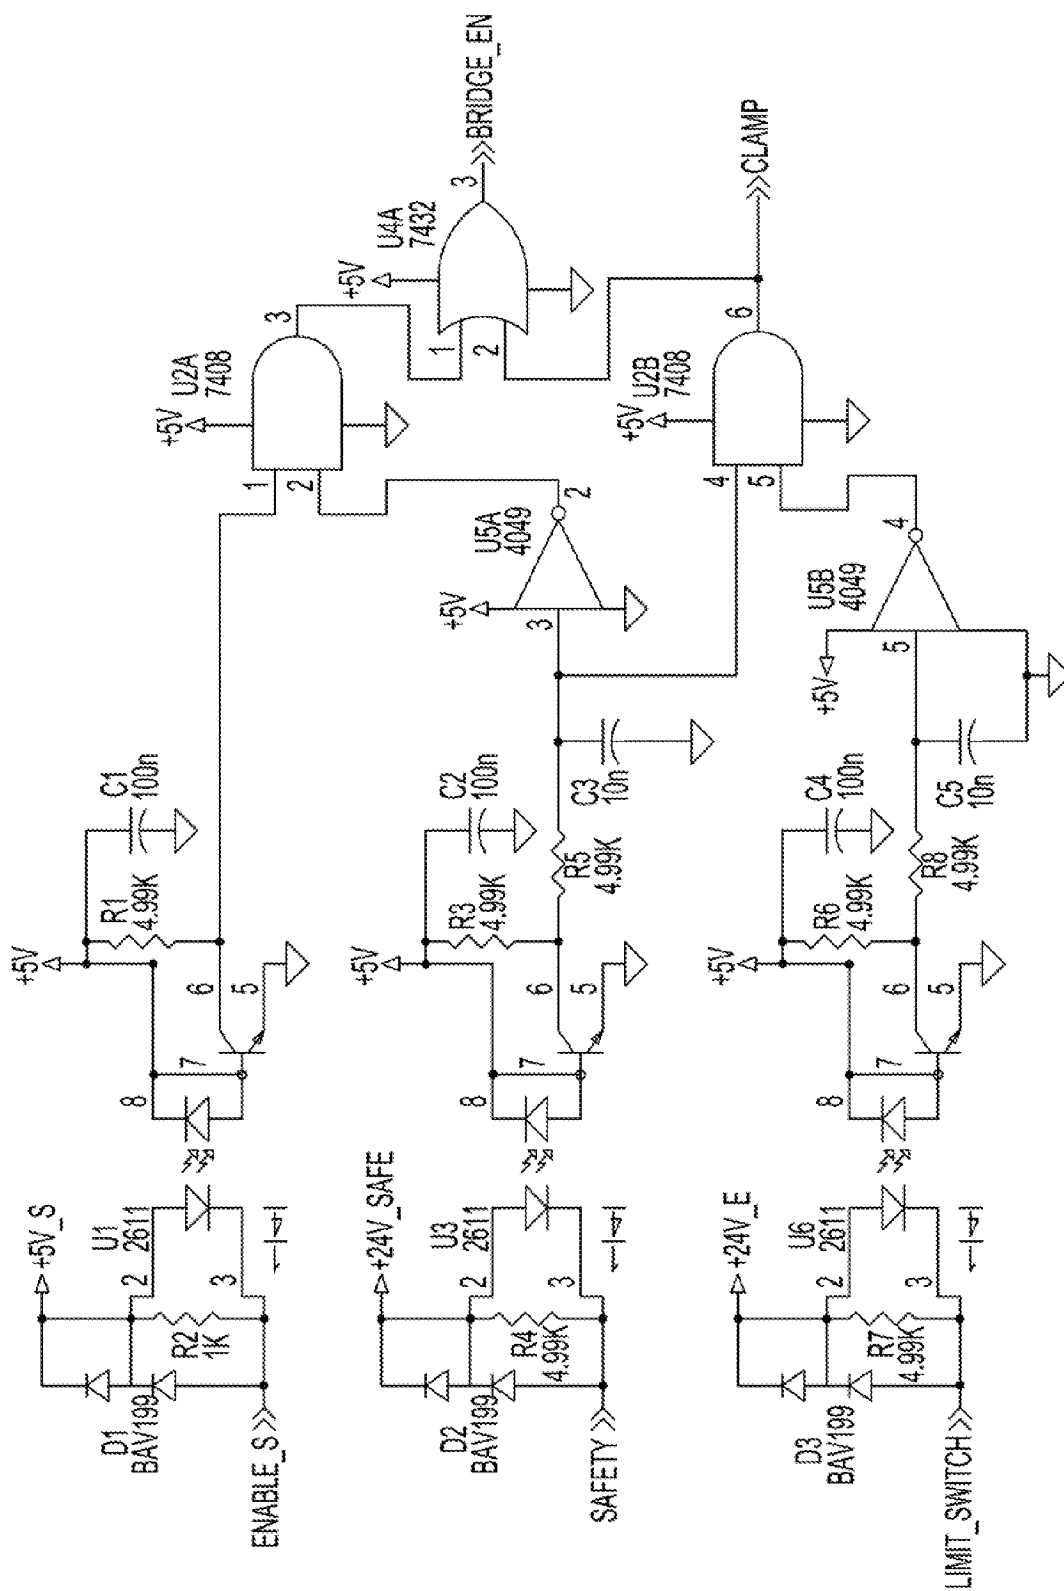 +5V_S
D1
BAV199
ENABLE_S
R2
1K
U1
2611
2
3
8
7
6
5
+5V
R1
4.99K
C1
100n
1
2
+5V
U2A
7408
3
+24V_SAFE
D2
BAV199
SAFETY
R4
4.99K
U3
2611
2
3
8
7
6
5
+5V
R3
4.99K
C2
100n
R5
4.99K
C3
10n
3
+5V
U5A
4049
2
1
2
+5V
U4A
7432
3
BRIDGE_EN
+24V_E
D3
BAV199
LIMIT_SWITCH
R7
4.99K
U6
2611
2
3
8
7
6
5
+5V
R6
4.99K
C4
100n
R8
4.99K
C5
10n
+5V
5
U5B
4049
4
4
5
+5V
U2B
7408
6
CLAMP